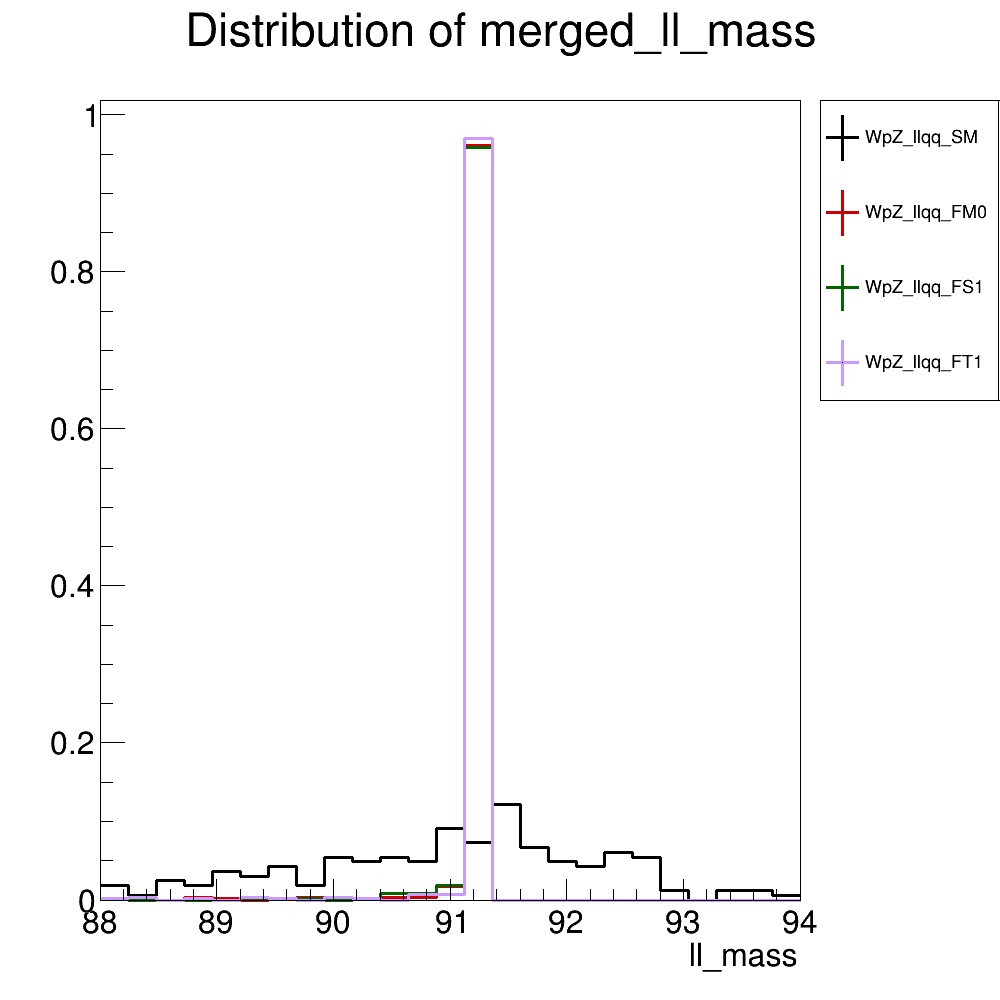 Distribution of merged_ll_mass
1
0.8
0.6
0.4
0.2
0
88 89 90 91 92 93 94
ll_mass
WpZ_llqq_SM
WpZ_llqq_FM0
WpZ_llqq_FS1
WpZ_llqq_FT1